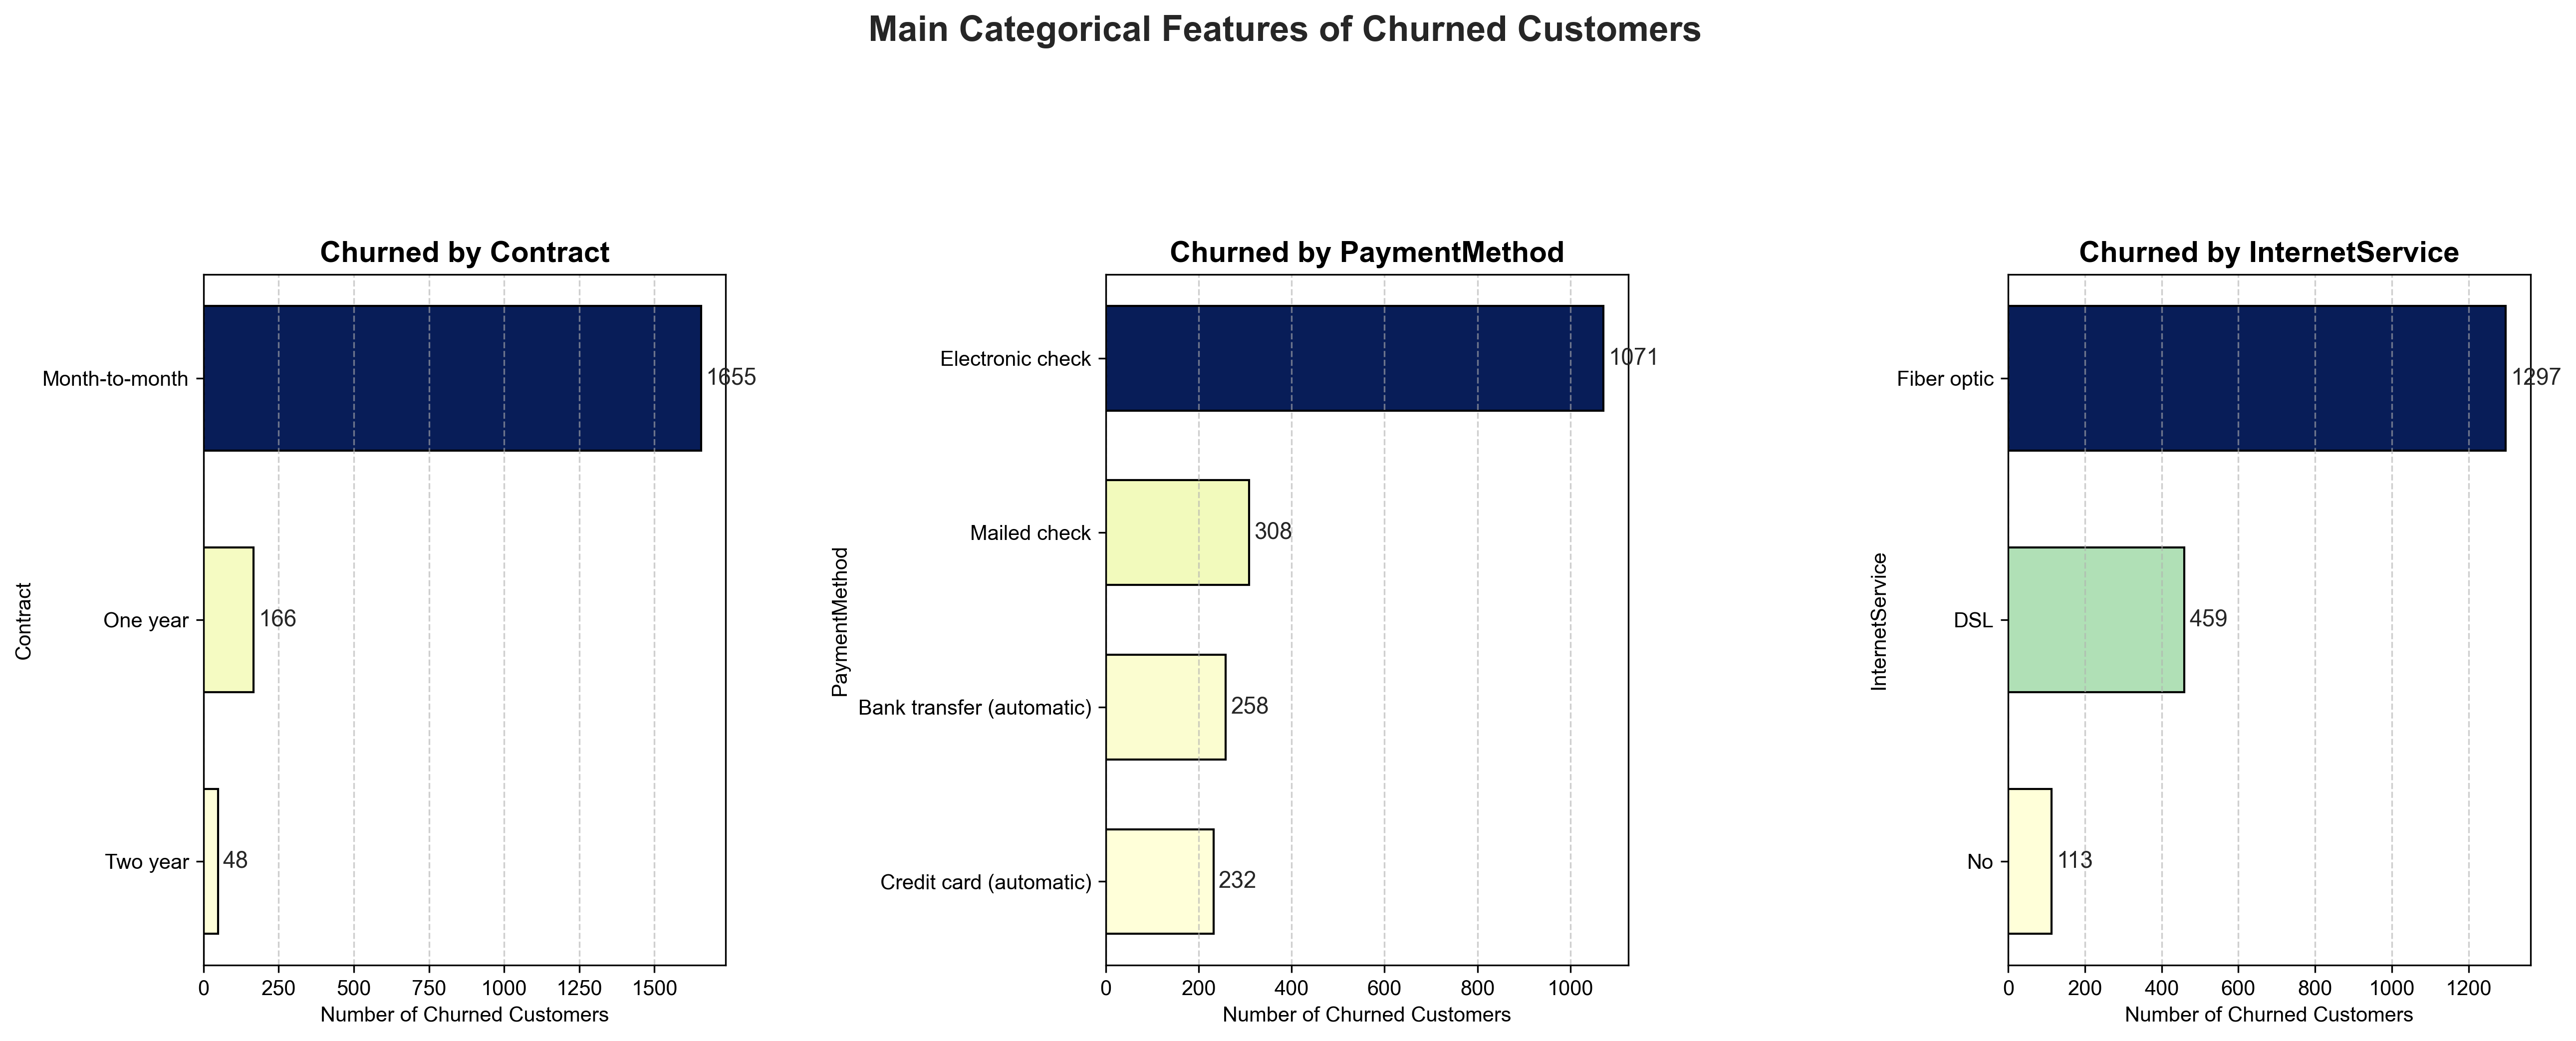 Main Categorical Features of Churned Customers
Churned by Contract
Contract
Month-to-month
1655
One year
166
Two year
48
0 250 500 750 1000 1250 1500
Number of Churned Customers
Churned by PaymentMethod
PaymentMethod
Electronic check
1071
Mailed check
308
Bank transfer (automatic)
258
Credit card (automatic)
232
0 200 400 600 800 1000
Number of Churned Customers
Churned by InternetService
InternetService
Fiber optic
1297
DSL
459
No
113
0 200 400 600 800 1000 1200
Number of Churned Customers